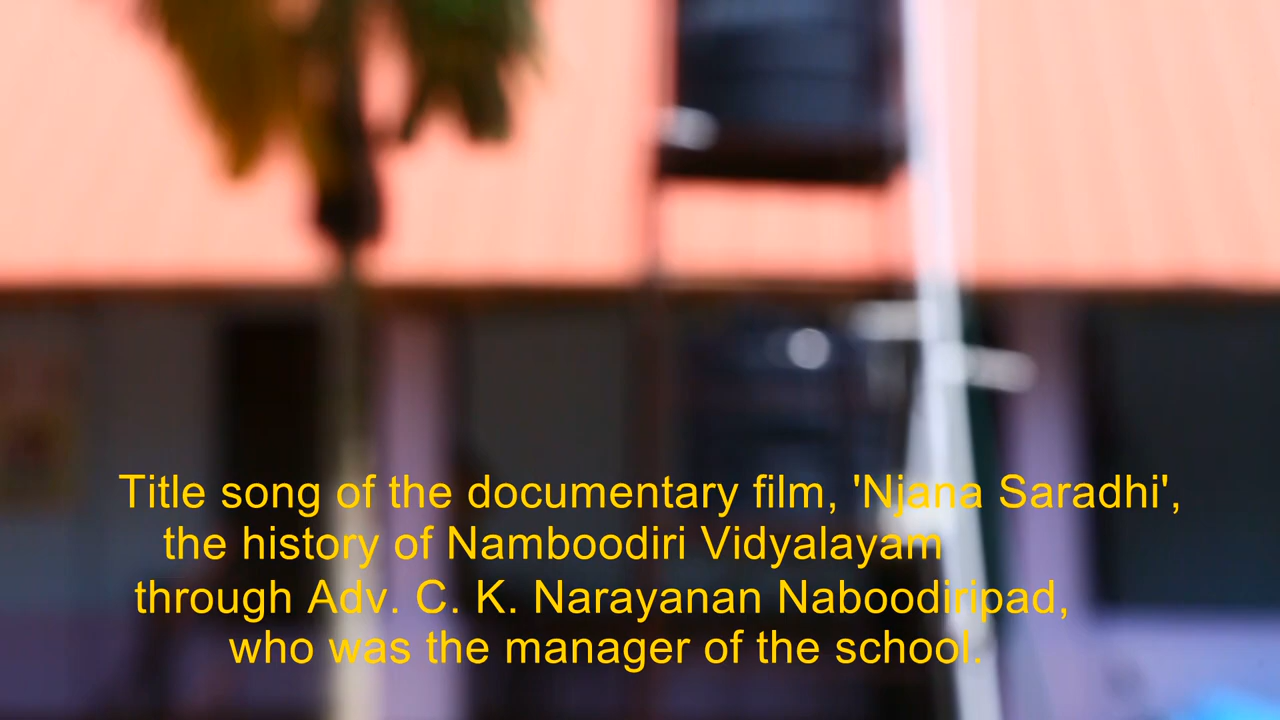 Title song of the documentary film, 'Njana Saradhi',
the history of Namboodiri Vidyalayam
through Adv. C. K. Narayanan Naboodiripad,
who was the manager of the school.